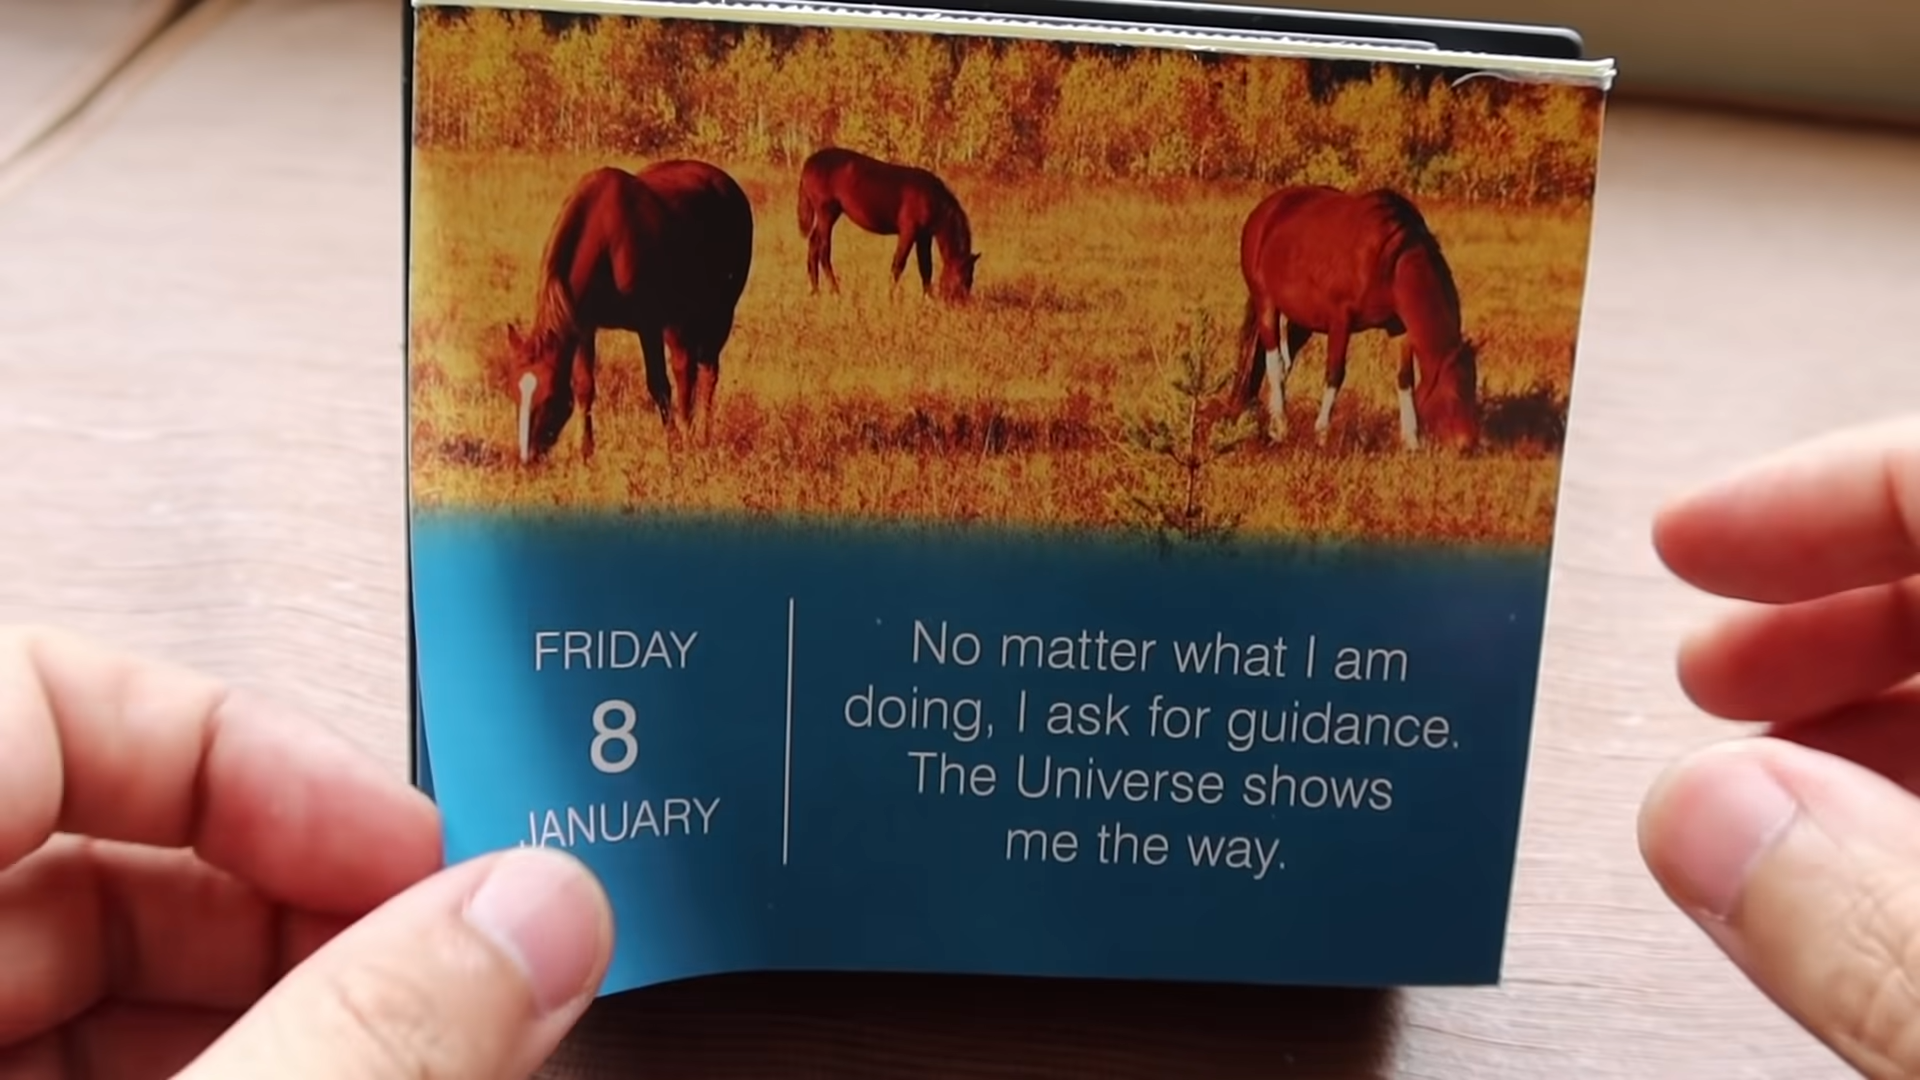 FRIDAY
8
JANUARY
No matter what I am
doing, I ask for guidance.
The Universe shows
me the way.